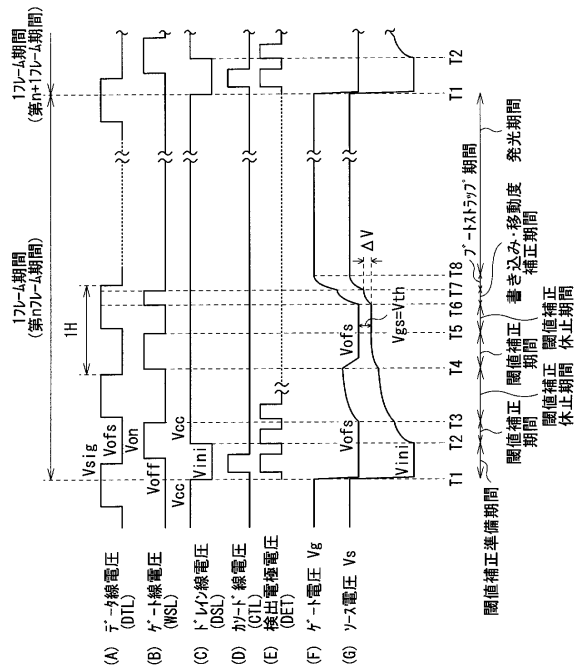 1フレーム期間
(第nフレーム期間)
1フレーム期間
(第n+1フレーム期間)
1H
(A) データ線電圧
(DTL)
Vsig
Vofs
(B) ゲート線電圧
(WSL)
Von
Voff
(C) ドレイン線電圧
(DSL)
Vcc
Vini
Vcc
(D) カソード線電圧
(CTL)
(E) 検出電極電圧
(DET)
(F) ゲート電圧 Vg
Vofs
Vofs
(G) ソース電圧 Vs
Vini
Vgs=Vth
ΔV
T1
T2
T3
T4
T5
T6
T7
T8
T1
T2
閾値補正準備期間
閾値補正
期間
閾値補正
休止期間
閾値補正
期間
閾値補正
休止期間
書き込み・移動度
補正期間
ブートストラップ期間
発光期間